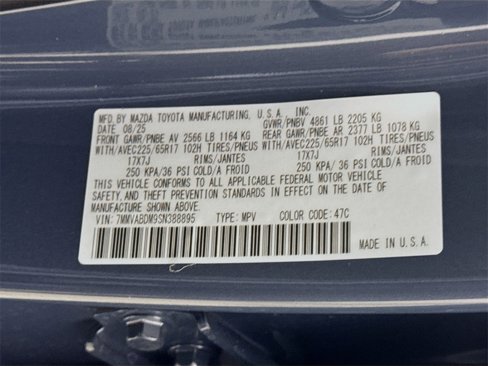 MFD. BY MAZDA TOYOTA MANUFACTURING, U.S.A., INC.
DATE 08/25 GVWR/PNBV 4861 LB 2205 KG
FRONT GAWR/PNBE AV 2566 LB 1164 KG REAR GAWR/PNBE AR 2377 LB 1078 KG
WITH/AVEC225/65R17 102H TIRES/PNEUS WITH/AVEC225/65R17 102H TIRES/PNEUS
17X7J RIMS/JANTES 17X7J RIMS/JANTES
250 KPA/36 PSI COLD/A FROID 250 KPA/36 PSI COLD/A FROID
THIS VEHICLE CONFORMS TO ALL APPLICABLE FEDERAL MOTOR VEHICLE
SAFETY, AND THEFT PREVENTION STANDARDS IN EFFECT ON THE DATE OF
MANUFACTURE SHOWN ABOVE.
VIN: 7MMVABDM9SN388895 TYPE: MPV COLOR CODE: 47C
MADE IN U.S.A.